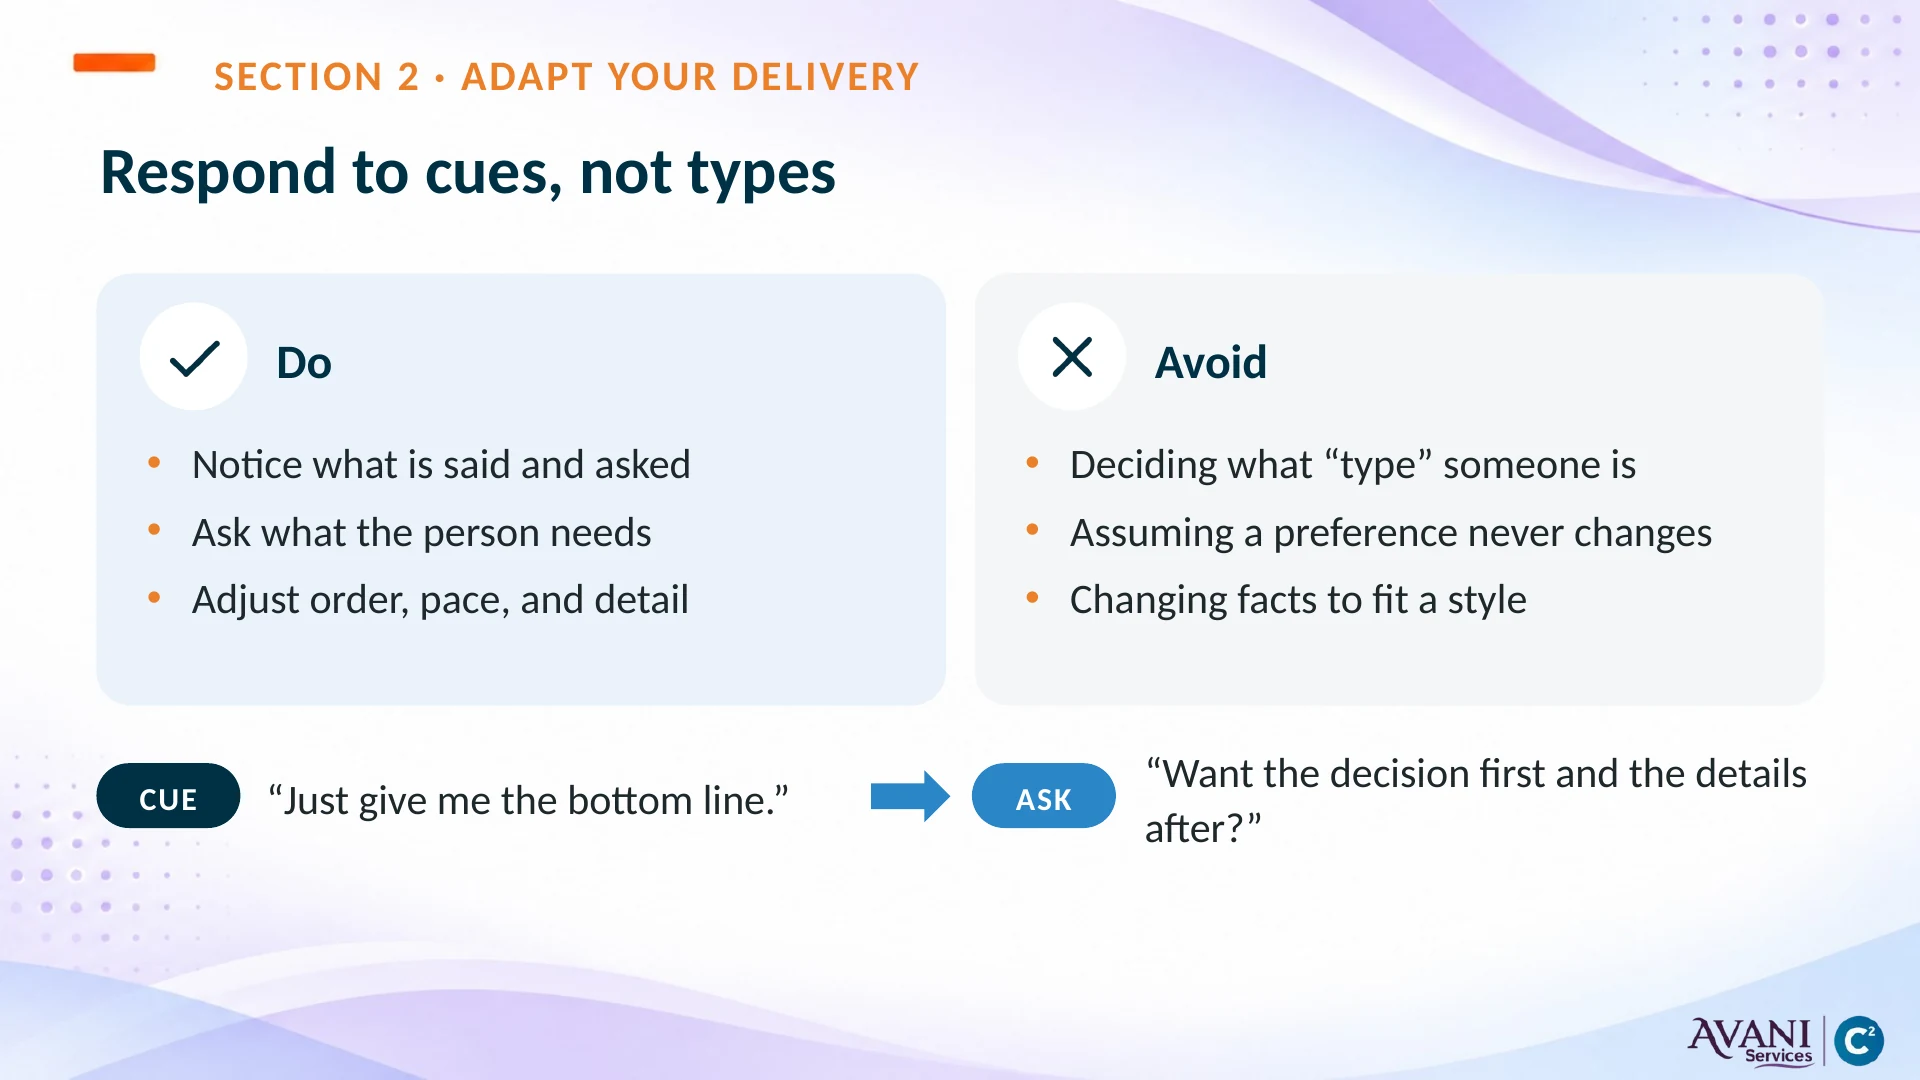 SECTION 2 · ADAPT YOUR DELIVERY
Respond to cues, not types
Do
• Notice what is said and asked
• Ask what the person needs
• Adjust order, pace, and detail
Avoid
• Deciding what “type” someone is
• Assuming a preference never changes
• Changing facts to fit a style
CUE
“Just give me the bottom line.”
ASK
“Want the decision first and the details
after?”
AVANI
Services
C²